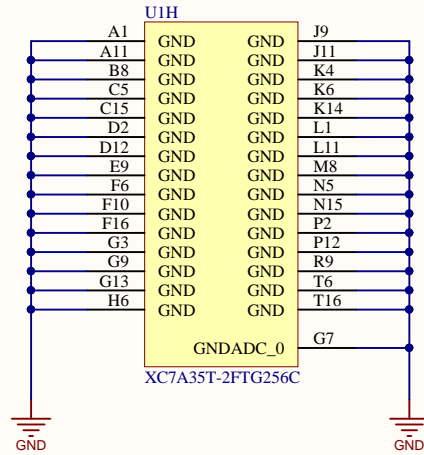 U1H
A1 GND GND J9
A11 GND GND J11
B8 GND GND K4
C5 GND GND K6
C15 GND GND K14
D2 GND GND L1
D12 GND GND L11
E9 GND GND M8
F6 GND GND N5
F10 GND GND N15
F16 GND GND P2
G3 GND GND P12
G9 GND GND R9
G13 GND GND T6
H6 GND GND T16
GNDADC_0 G7
XC7A35T-2FTG256C
GND GND